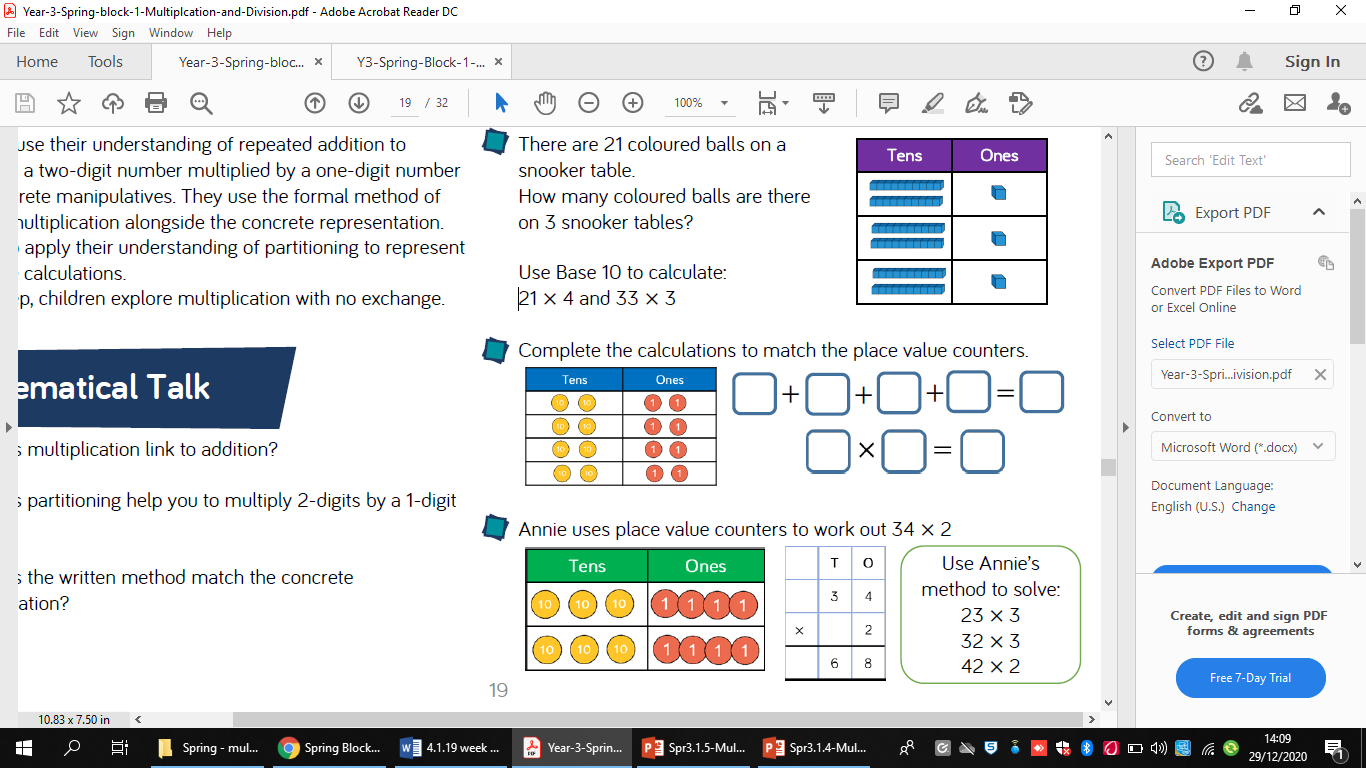 Year-3-Spring-block-1-Multiplcation-and-Division.pdf - Adobe Acrobat Reader DC
File Edit View Sign Window Help
Home Tools Year-3-Spring-bloc... × Y3-Spring-Block-1-... × Sign In
19 / 32 100%
use their understanding of repeated addition to
a two-digit number multiplied by a one-digit number
rete manipulatives. They use the formal method of
nultiplication alongside the concrete representation.
apply their understanding of partitioning to represent
calculations.
ep, children explore multiplication with no exchange.
ematical Talk
s multiplication link to addition?
s partitioning help you to multiply 2-digits by a 1-digit
s the written method match the concrete
ation?
There are 21 coloured balls on a
snooker table.
How many coloured balls are there
on 3 snooker tables?
Use Base 10 to calculate:
21 × 4 and 33 × 3
Tens Ones
Complete the calculations to match the place value counters.
Tens Ones
10 10 1 1
10 10 1 1
10 10 1 1
10 10 1 1
+ + + =
× =
Annie uses place value counters to work out 34 × 2
Tens Ones
10 10 10 1 1 1 1
10 10 10 1 1 1 1
T O
3 4
× 2
6 8
Use Annie's
method to solve:
23 × 3
32 × 3
42 × 2
19
10.83 x 7.50 in
Search 'Edit Text'
Export PDF
Adobe Export PDF
Convert PDF Files to Word
or Excel Online
Select PDF File
Year-3-Spri...ivision.pdf
Convert to
Microsoft Word (*.docx)
Document Language:
English (U.S.) Change
Create, edit and sign PDF
forms & agreements
Free 7-Day Trial
Spring - mul... Spring Block... 4.1.19 week ... Year-3-Sprin... Spr3.1.5-Mul... Spr3.1.4-Mul...
14:09
29/12/2020
1